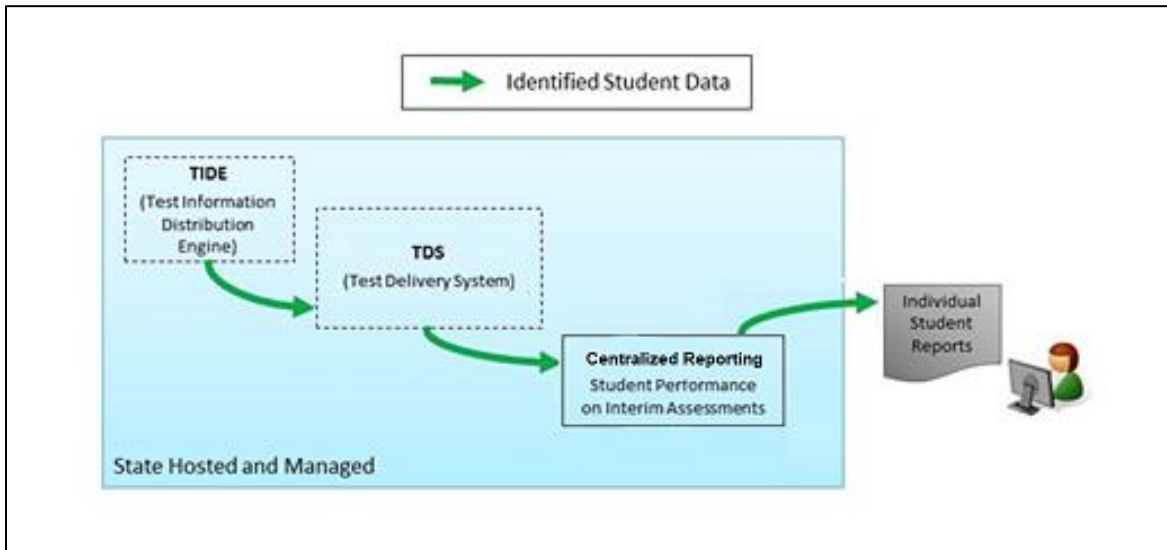 Identified Student Data
TIDE
(Test Information
Distribution
Engine)
TDS
(Test Delivery System)
Centralized Reporting
Student Performance
on Interim Assessments
Individual
Student
Reports
State Hosted and Managed